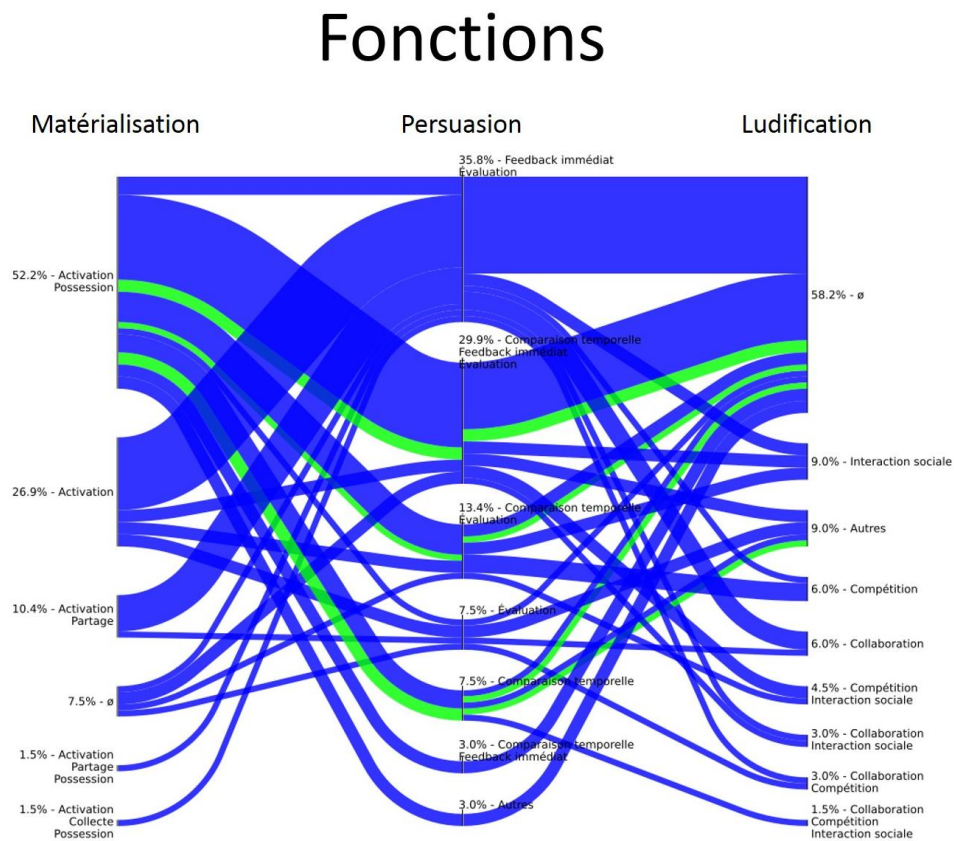 Fonctions
Matérialisation
Persuasion
Ludification
52.2% - Activation
Possession
26.9% - Activation
10.4% - Activation
Partage
7.5% - ø
1.5% - Activation
Partage
Possession
1.5% - Activation
Collecte
Possession
35.8% - Feedback immédiat
Évaluation
29.9% - Comparaison temporelle
Feedback immédiat
Évaluation
13.4% - Comparaison temporelle
Évaluation
7.5% - Évaluation
7.5% - Comparaison temporelle
3.0% - Comparaison temporelle
Feedback immédiat
3.0% - Autres
58.2% - ø
9.0% - Interaction sociale
9.0% - Autres
6.0% - Compétition
6.0% - Collaboration
4.5% - Compétition
Interaction sociale
3.0% - Collaboration
Interaction sociale
3.0% - Collaboration
Compétition
1.5% - Collaboration
Compétition
Interaction sociale